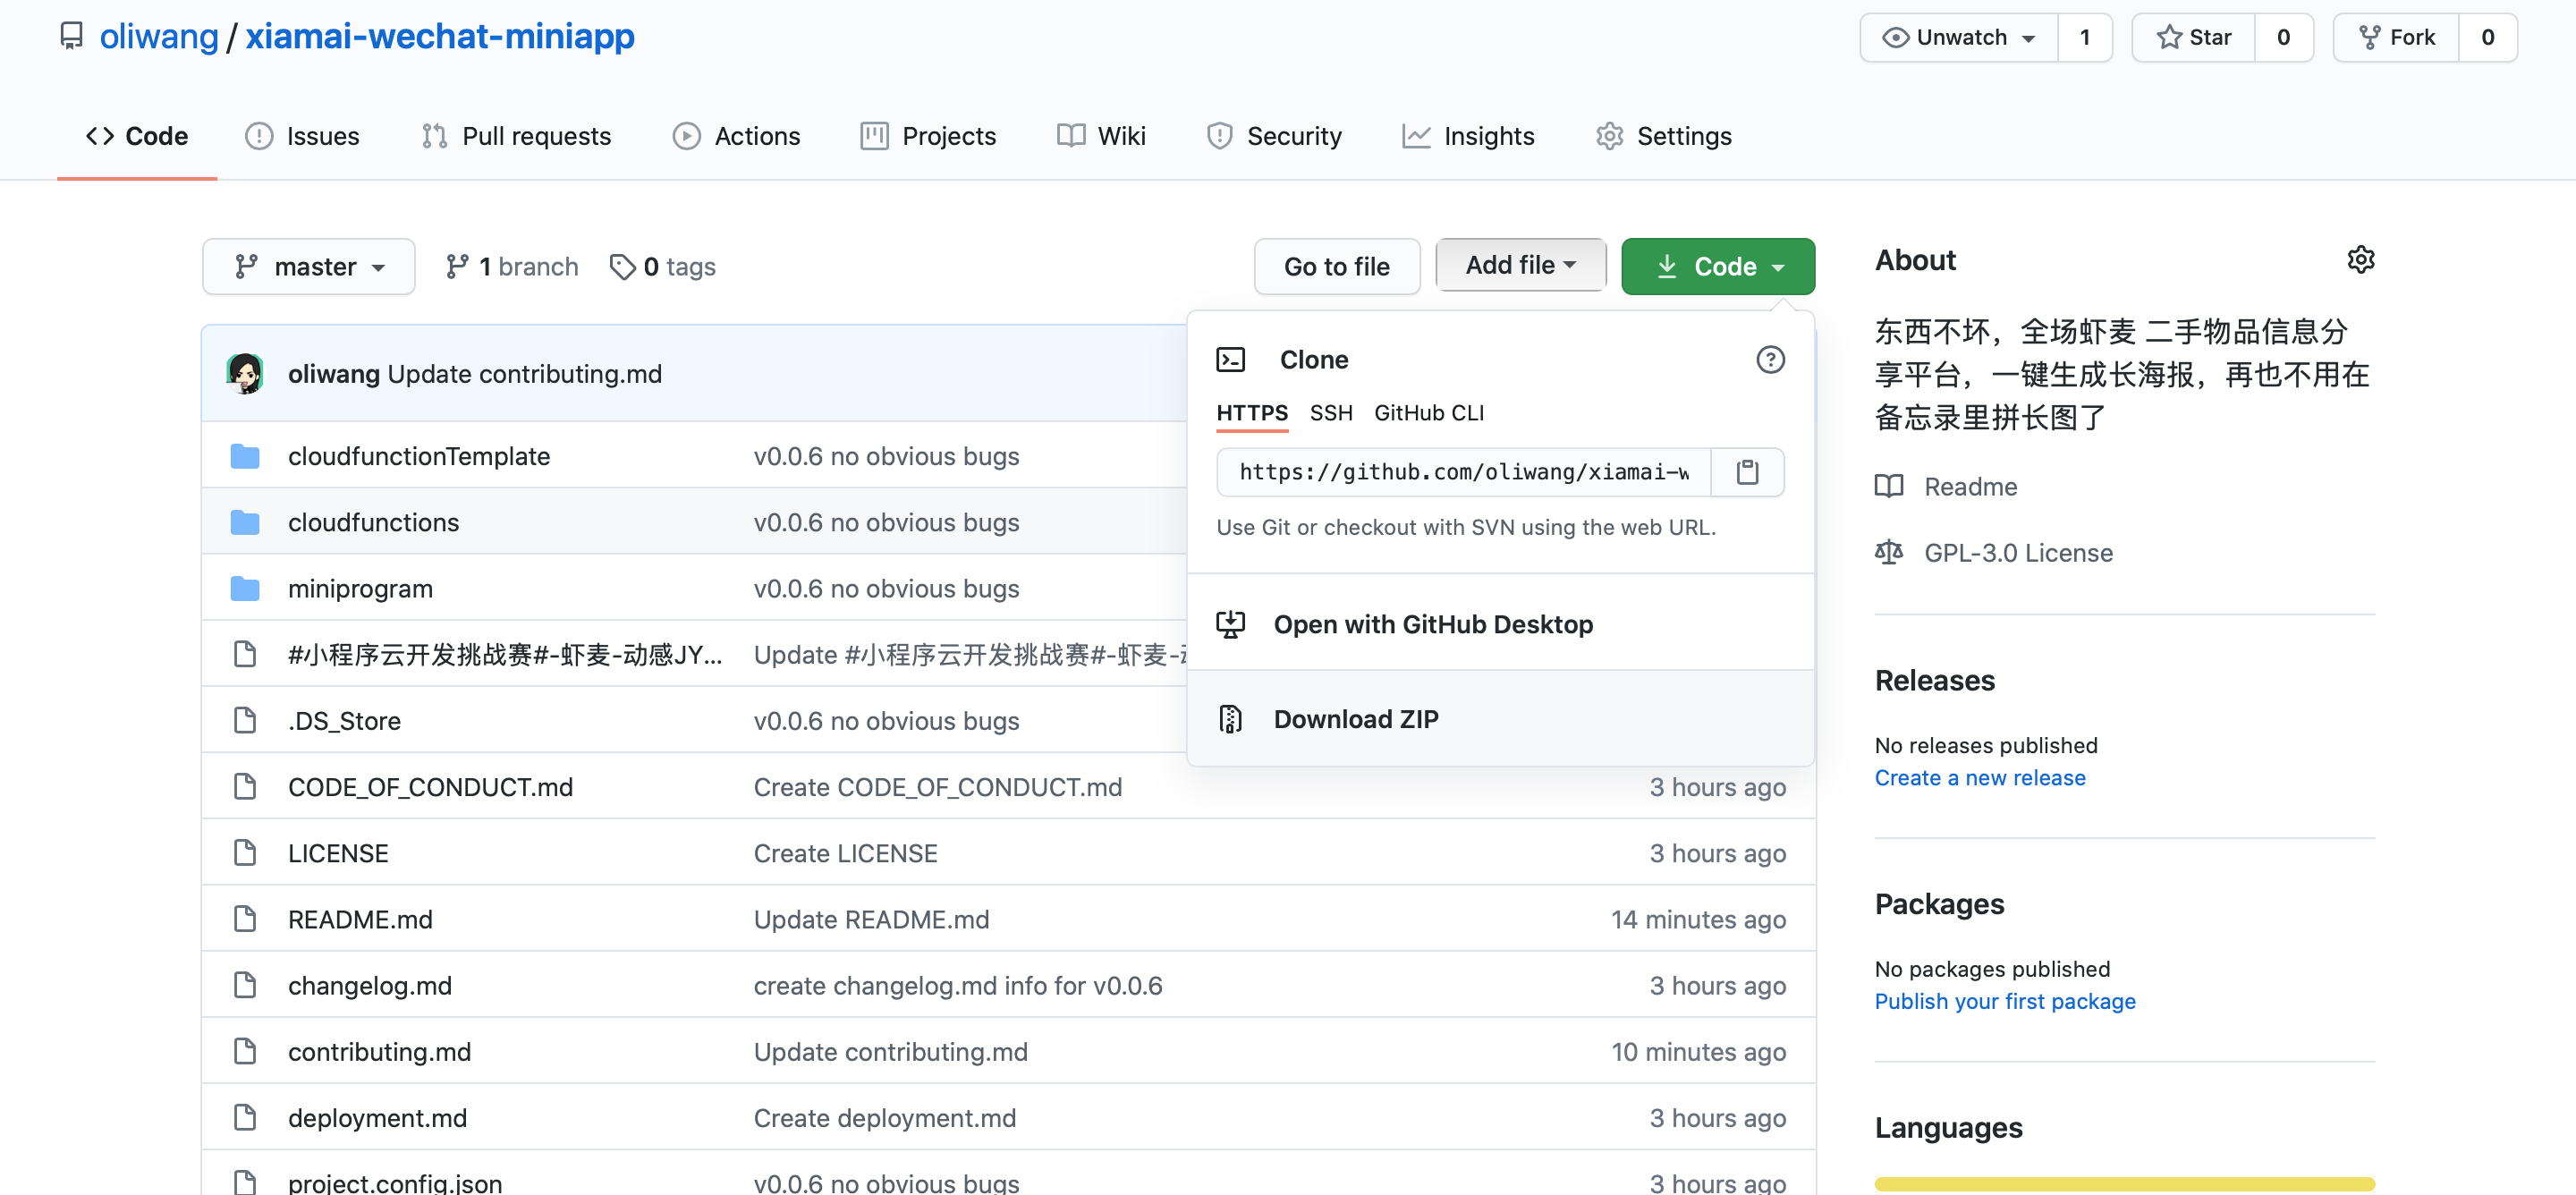 oliwang / xiamai-wechat-miniapp
Unwatch 1
Star 0
Fork 0
Code
Issues
Pull requests
Actions
Projects
Wiki
Security
Insights
Settings
master
1 branch
0 tags
Go to file
Add file
Code
oliwang Update contributing.md
cloudfunctionTemplate v0.0.6 no obvious bugs
cloudfunctions v0.0.6 no obvious bugs
miniprogram v0.0.6 no obvious bugs
#小程序云开发挑战赛#-虾麦-动感JY... Update #小程序云开发挑战赛#-虾麦-
.DS_Store v0.0.6 no obvious bugs
CODE_OF_CONDUCT.md Create CODE_OF_CONDUCT.md 3 hours ago
LICENSE Create LICENSE 3 hours ago
README.md Update README.md 14 minutes ago
changelog.md create changelog.md info for v0.0.6 3 hours ago
contributing.md Update contributing.md 10 minutes ago
deployment.md Create deployment.md 3 hours ago
project.config.json v0.0.6 no obvious bugs 3 hours ago
Clone
HTTPS SSH GitHub CLI
https://github.com/oliwang/xiamai-w
Use Git or checkout with SVN using the web URL.
Open with GitHub Desktop
Download ZIP
About
东西不坏，全场虾麦 二手物品信息分
享平台，一键生成长海报，再也不用在
备忘录里拼长图了
Readme
GPL-3.0 License
Releases
No releases published
Create a new release
Packages
No packages published
Publish your first package
Languages